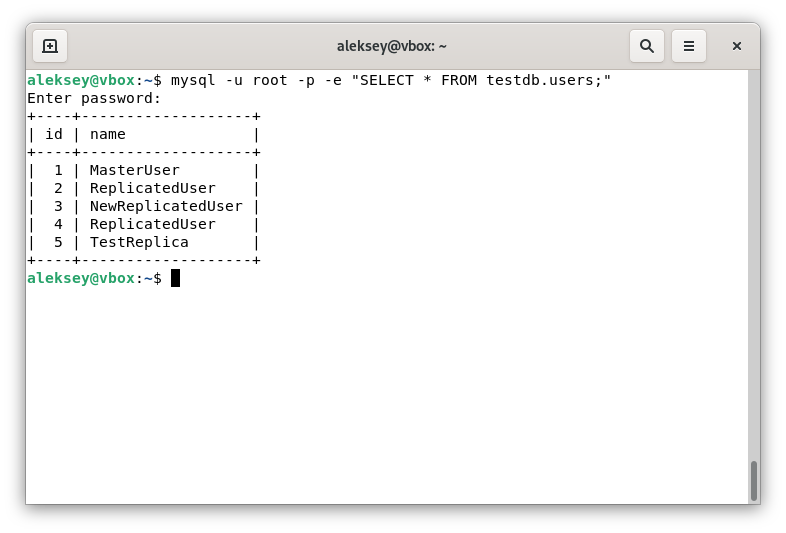 aleksey@vbox: ~
aleksey@vbox:~$ mysql -u root -p -e "SELECT * FROM testdb.users;"
Enter password:
+----+-------------------+
| id | name              |
+----+-------------------+
|  1 | MasterUser        |
|  2 | ReplicatedUser    |
|  3 | NewReplicatedUser |
|  4 | ReplicatedUser    |
|  5 | TestReplica       |
+----+-------------------+
aleksey@vbox:~$